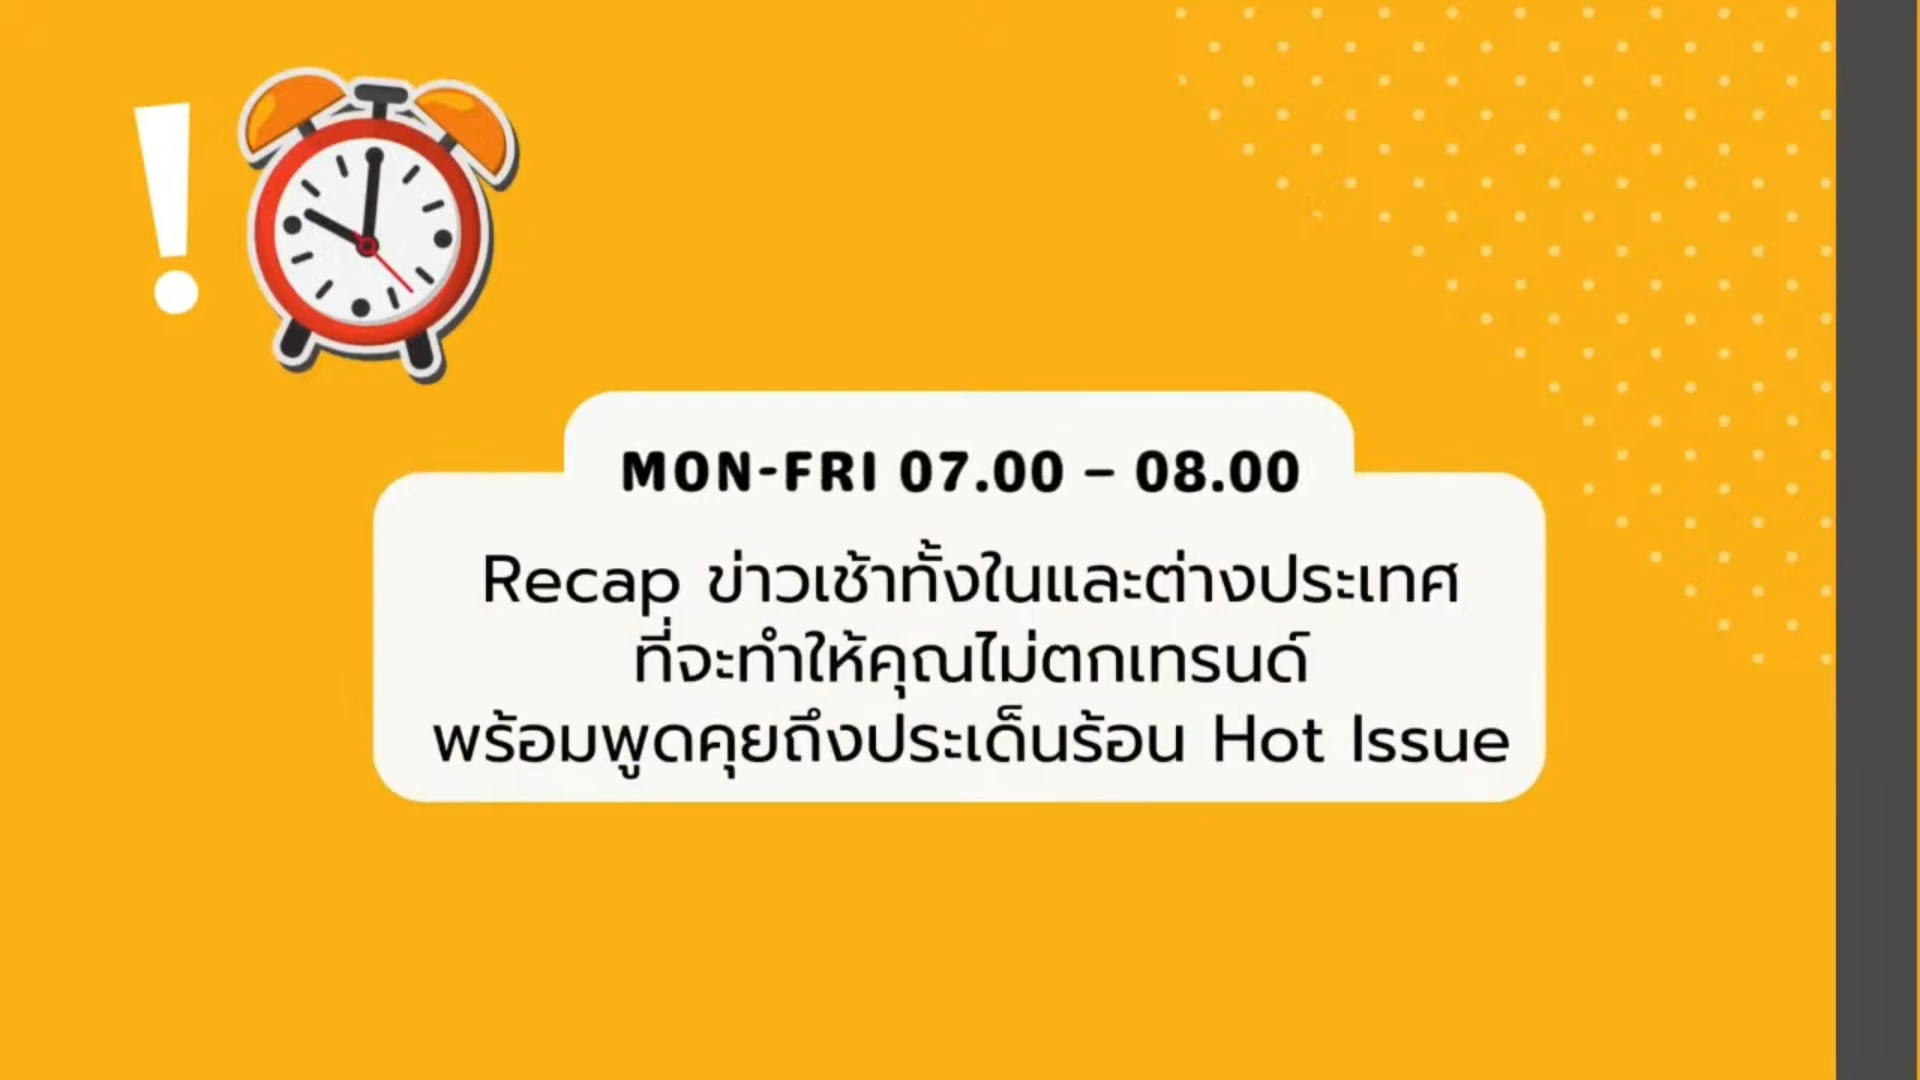 !
MON-FRI 07.00 – 08.00
Recap ข่าวเช้าทั้งในและต่างประเทศ
ที่จะทำให้คุณไม่ตกเทรนด์
พร้อมพูดคุยถึงประเด็นร้อน Hot Issue